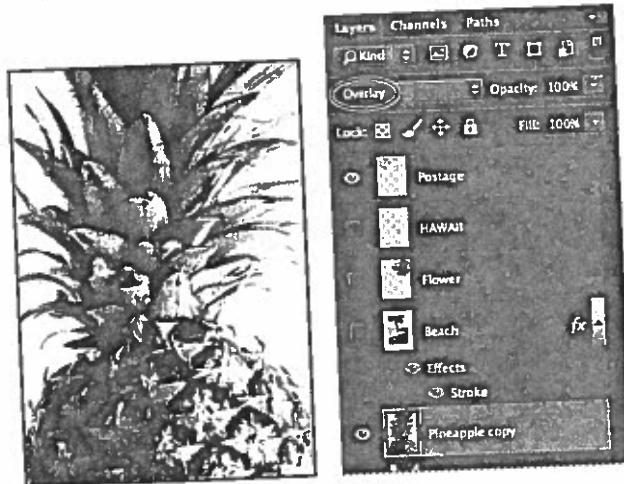 Layers Channels Paths
Kind
Overlay Opacity: 100%
Lock: Fill: 100%
Postage
HAWAII
Flower
Beach fx
Effects
Stroke
Pineapple copy